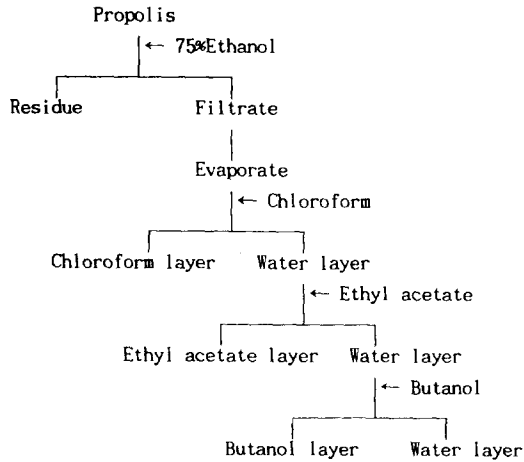 Propolis
← 75%Ethanol
Residue Filtrate
Evaporate
← Chloroform
Chloroform layer Water layer
← Ethyl acetate
Ethyl acetate layer Water layer
← Butanol
Butanol layer Water layer